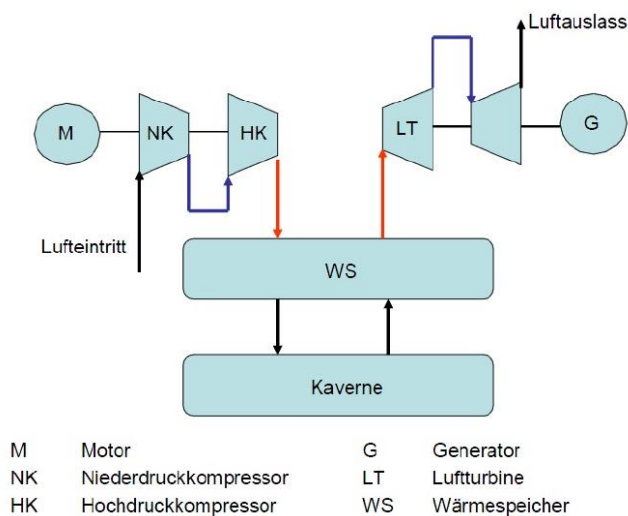 Luftauslass
M
NK
HK
LT
G
Lufteintritt
WS
Kaverne
M Motor G Generator
NK Niederdruckkompressor LT Luftturbine
HK Hochdruckkompressor WS Wärmespeicher